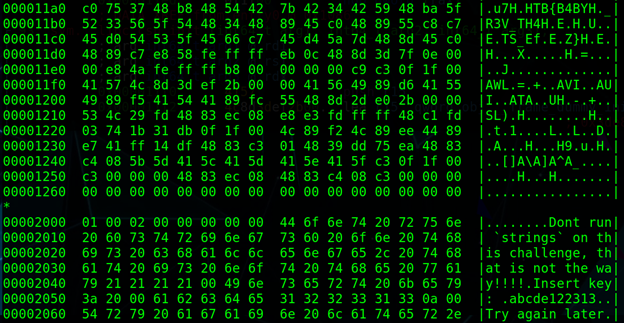 000011a0  c0 75 37 48 b8 48 54 42  7b 42 34 42 59 48 ba 5f  |.u7H.HTB{B4BYH._|
000011b0  52 33 56 5f 54 48 34 48  89 45 c0 48 89 55 c8 c7  |R3V_TH4H.E.H.U..|
000011c0  45 d0 54 53 5f 45 66 c7  45 d4 5a 7d 48 8d 45 c0  |E.TS_Ef.E.Z}H.E.|
000011d0  48 89 c7 e8 58 fe ff ff  eb 0c 48 8d 3d 7f 0e 00  |H...X.....H.=...|
000011e0  00 e8 4a fe ff ff b8 00  00 00 00 c9 c3 0f 1f 00  |..J.............|
000011f0  41 57 4c 8d 3d ef 2b 00  00 41 56 49 89 d6 41 55  |AWL.=.+..AVI..AU|
00001200  49 89 f5 41 54 41 89 fc  55 48 8d 2d e0 2b 00 00  |I..ATA..UH.-.+..|
00001210  53 4c 29 fd 48 83 ec 08  e8 e3 fd ff ff 48 c1 fd  |SL).H........H..|
00001220  03 74 1b 31 db 0f 1f 00  4c 89 f2 4c 89 ee 44 89  |.t.1....L..L..D.|
00001230  e7 41 ff 14 df 48 83 c3  01 48 39 dd 75 ea 48 83  |.A...H...H9.u.H.|
00001240  c4 08 5b 5d 41 5c 41 5d  41 5e 41 5f c3 0f 1f 00  |..[]A\A]A^A_....|
00001250  c3 00 00 00 48 83 ec 08  48 83 c4 08 c3 00 00 00  |....H...H.......|
00001260  00 00 00 00 00 00 00 00  00 00 00 00 00 00 00 00  |................|
*
00002000  01 00 02 00 00 00 00 00  44 6f 6e 74 20 72 75 6e  |........Dont run|
00002010  20 60 73 74 72 69 6e 67  73 60 20 6f 6e 20 74 68  | `strings` on th|
00002020  69 73 20 63 68 61 6c 6c  65 6e 67 65 2c 20 74 68  |is challenge, th|
00002030  61 74 20 69 73 20 6e 6f  74 20 74 68 65 20 77 61  |at is not the wa|
00002040  79 21 21 21 21 00 49 6e  73 65 72 74 20 6b 65 79  |y!!!!.Insert key|
00002050  3a 20 00 61 62 63 64 65  31 32 32 33 31 33 0a 00  |: .abcde122313..|
00002060  54 72 79 20 61 67 61 69  6e 20 6c 61 74 65 72 2e  |Try again later.|